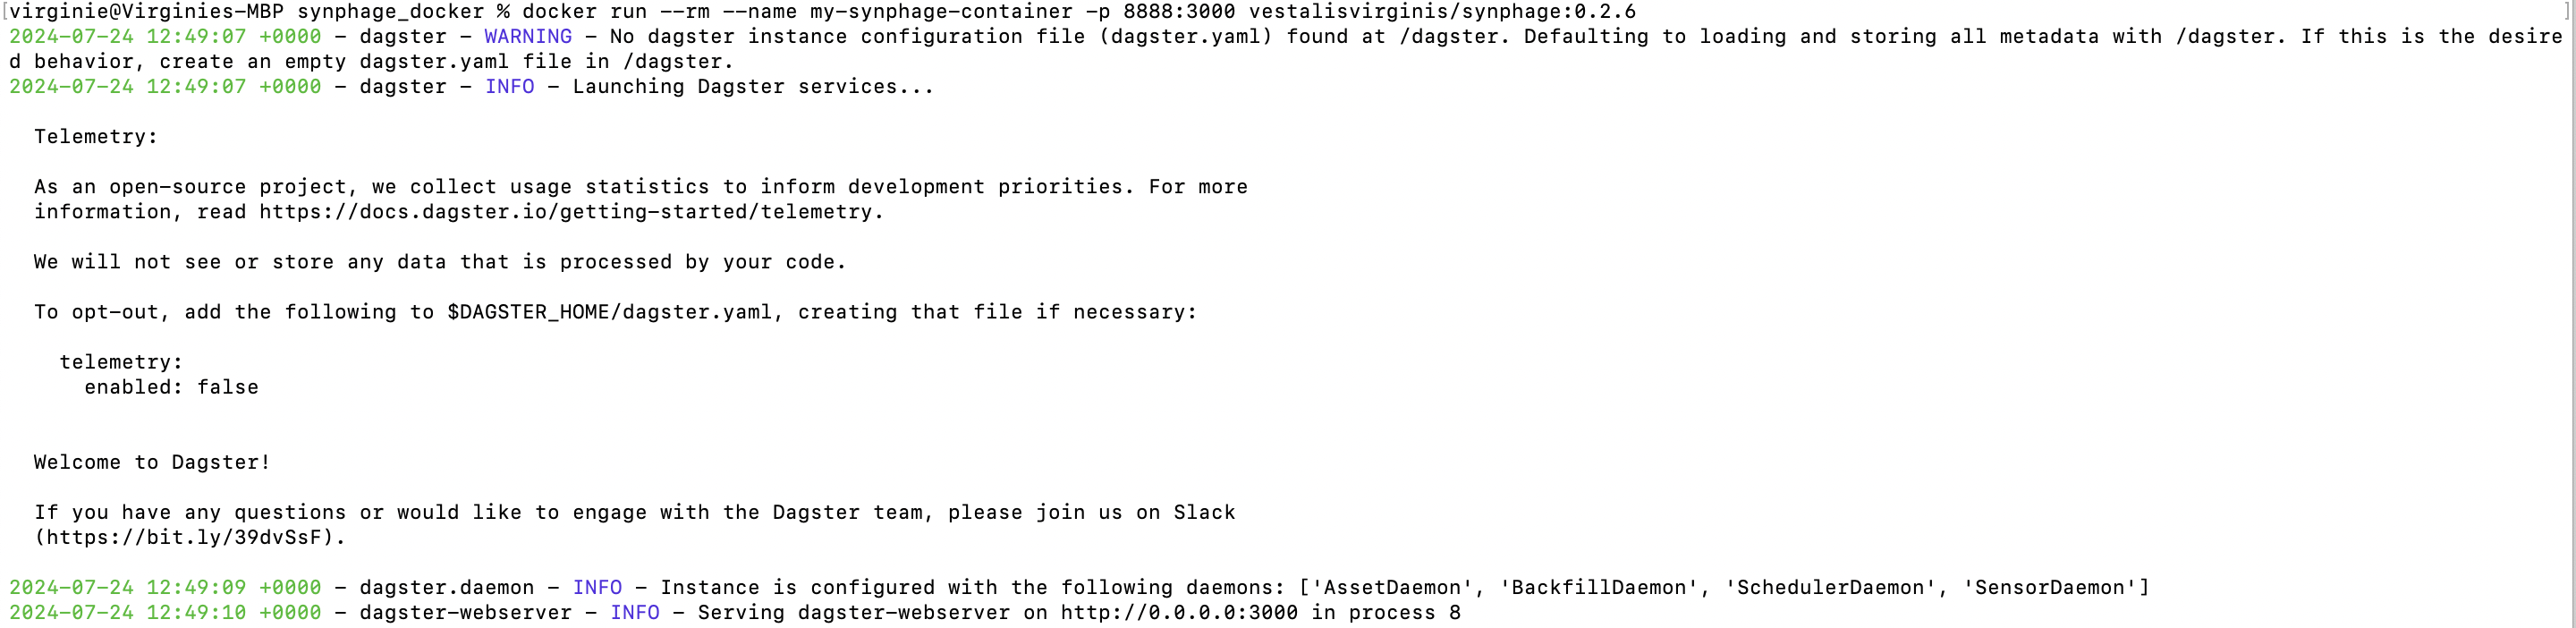 [virginie@Virginies-MBP synphage_docker % docker run --rm --name my-synphage-container -p 8888:3000 vestalisvirginis/synphage:0.2.6 ]
2024-07-24 12:49:07 +0000 - dagster - WARNING - No dagster instance configuration file (dagster.yaml) found at /dagster. Defaulting to loading and storing all metadata with /dagster. If this is the desire
d behavior, create an empty dagster.yaml file in /dagster.
2024-07-24 12:49:07 +0000 - dagster - INFO - Launching Dagster services...
Telemetry:
As an open-source project, we collect usage statistics to inform development priorities. For more
information, read https://docs.dagster.io/getting-started/telemetry.
We will not see or store any data that is processed by your code.
To opt-out, add the following to $DAGSTER_HOME/dagster.yaml, creating that file if necessary:
telemetry:
enabled: false
Welcome to Dagster!
If you have any questions or would like to engage with the Dagster team, please join us on Slack
(https://bit.ly/39dvSsF).
2024-07-24 12:49:09 +0000 - dagster.daemon - INFO - Instance is configured with the following daemons: ['AssetDaemon', 'BackfillDaemon', 'SchedulerDaemon', 'SensorDaemon']
2024-07-24 12:49:10 +0000 - dagster-webserver - INFO - Serving dagster-webserver on http://0.0.0.0:3000 in process 8